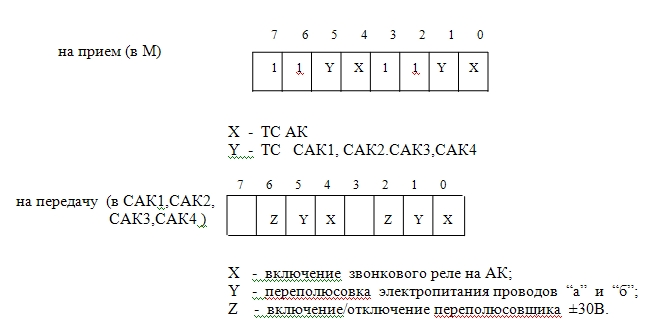 7 6 5 4 3 2 1 0
на прием (в М)
1 1 Y X 1 1 Y X
X - ТС АК
Y - ТС САК1, САК2.САК3,САК4
7 6 5 4 3 2 1 0
на передачу (в САК1,САК2,
САК3,САК4 )
Z Y X Z Y X
X - включение звонкового реле на АК;
Y - переполюсовка электропитания проводов “а” и “б”;
Z - включение/отключение переполюсовщика ±30В.